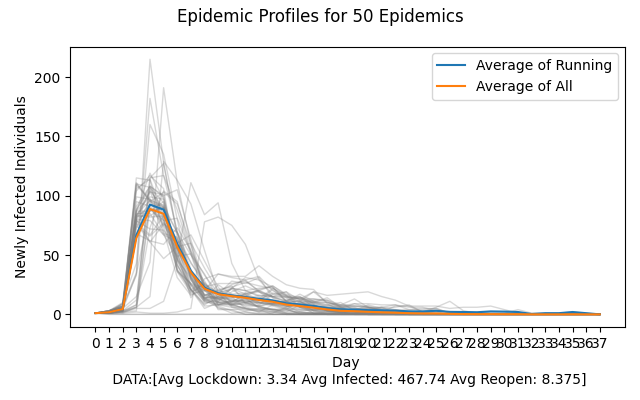 Epidemic Profiles for 50 Epidemics
Average of Running
Average of All
Newly Infected Individuals
200
150
100
50
0
0 1 2 3 4 5 6 7 8 9 10 11 12 13 14 15 16 17 18 19 20 21 22 23 24 25 26 27 28 29 30 31 32 33 34 35 36 37
Day
DATA:[Avg Lockdown: 3.34 Avg Infected: 467.74 Avg Reopen: 8.375]